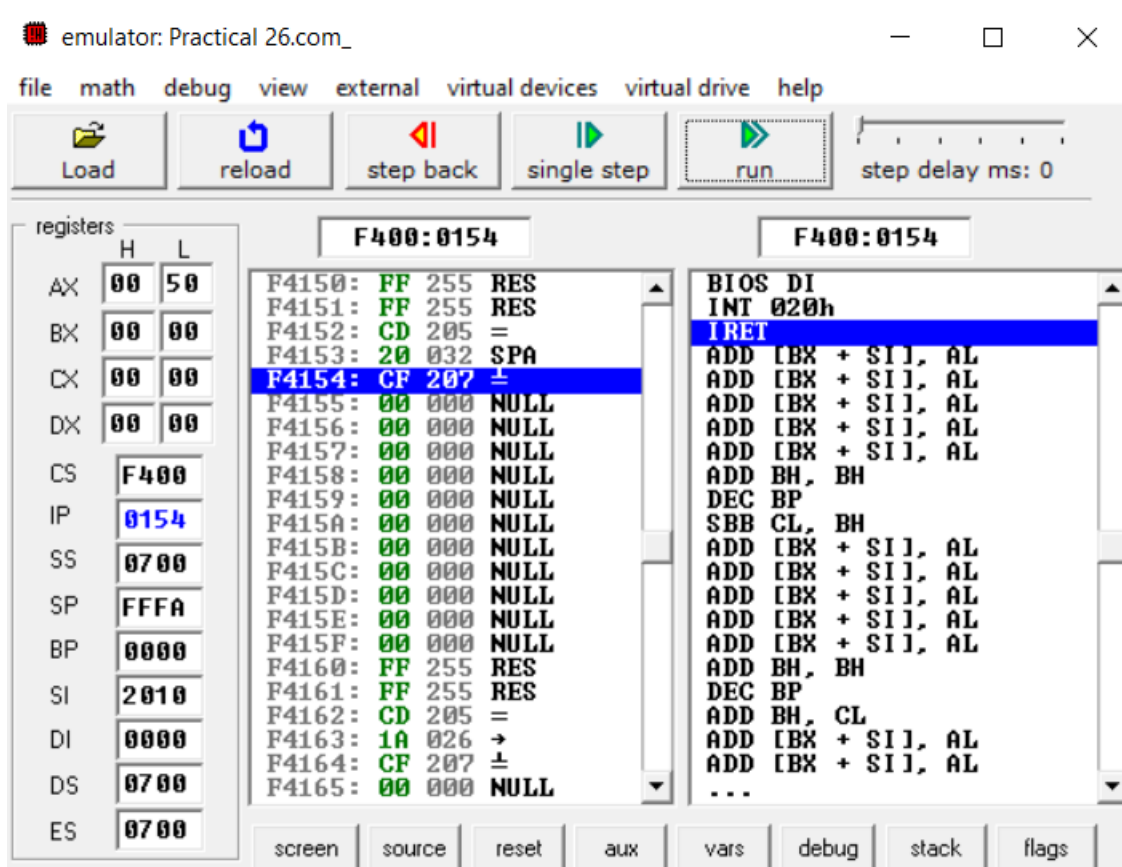 emulator: Practical 26.com_
file math debug view external virtual devices virtual drive help
Load reload step back single step run step delay ms: 0
registers
H L
F400:0154 F400:0154
AX 00 50
BX 00 00
CX 00 00
DX 00 00
CS F400
IP 0154
SS 0700
SP FFFA
BP 0000
SI 2010
DI 0000
DS 0700
ES 0700
F4150: FF 255 RES
F4151: FF 255 RES
F4152: CD 205 =
F4153: 20 032 SPA
F4154: CF 207 ╧
F4155: 00 000 NULL
F4156: 00 000 NULL
F4157: 00 000 NULL
F4158: 00 000 NULL
F4159: 00 000 NULL
F415A: 00 000 NULL
F415B: 00 000 NULL
F415C: 00 000 NULL
F415D: 00 000 NULL
F415E: 00 000 NULL
F415F: 00 000 NULL
F4160: FF 255 RES
F4161: FF 255 RES
F4162: CD 205 =
F4163: 1A 026 →
F4164: CF 207 ╧
F4165: 00 000 NULL
BIOS DI
INT 020h
IRET
ADD [BX + SI], AL
ADD [BX + SI], AL
ADD [BX + SI], AL
ADD [BX + SI], AL
ADD [BX + SI], AL
ADD BH, BH
DEC BP
SBB CL, BH
ADD [BX + SI], AL
ADD [BX + SI], AL
ADD [BX + SI], AL
ADD [BX + SI], AL
ADD [BX + SI], AL
ADD BH, BH
DEC BP
ADD BH, CL
ADD [BX + SI], AL
ADD [BX + SI], AL
...
screen source reset aux vars debug stack flags